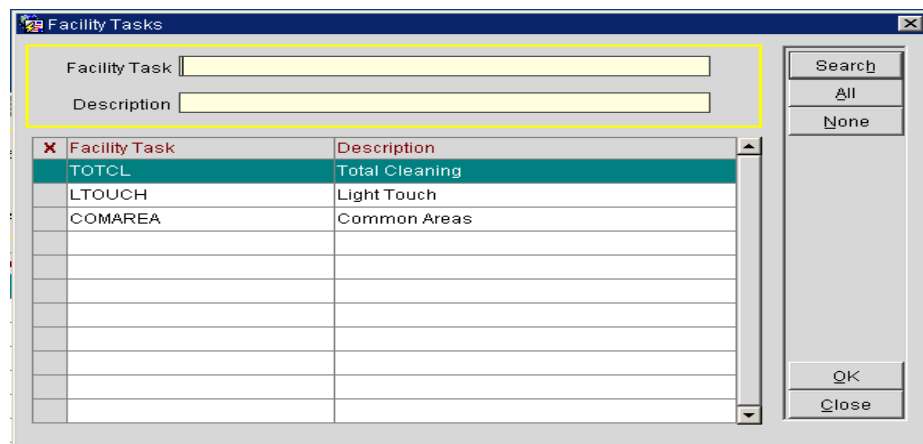 Facility Tasks
Facility Task
Search
All
Description
None
X Facility Task Description
TOTCL Total Cleaning
LTOUCH Light Touch
COMAREA Common Areas
OK
Close